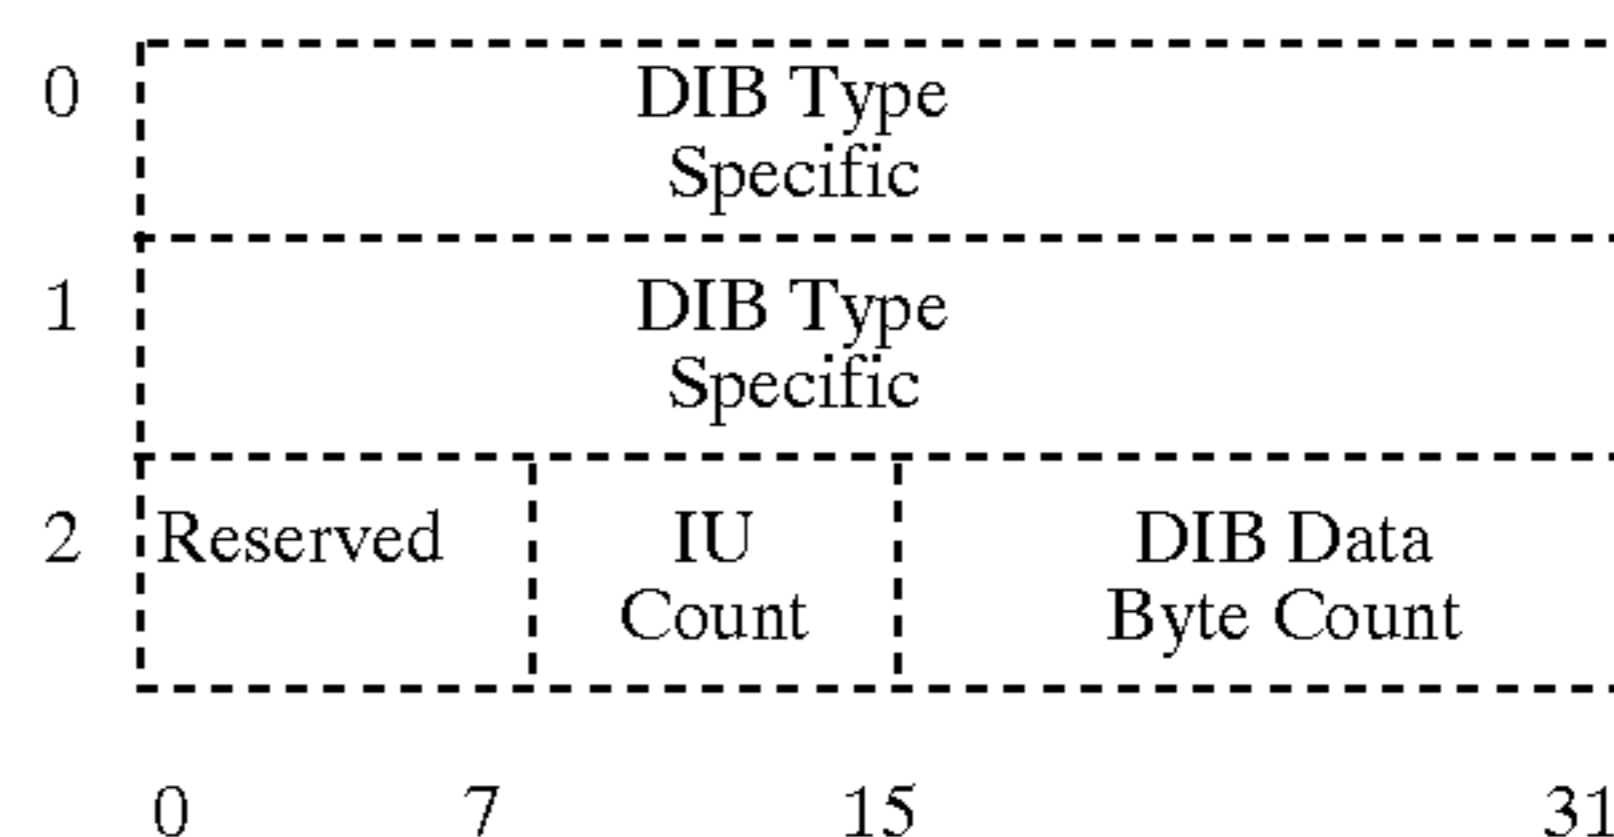 0
DIB Type
Specific
1
DIB Type
Specific
2
Reserved
IU
Count
DIB Data
Byte Count
0 7 15 31